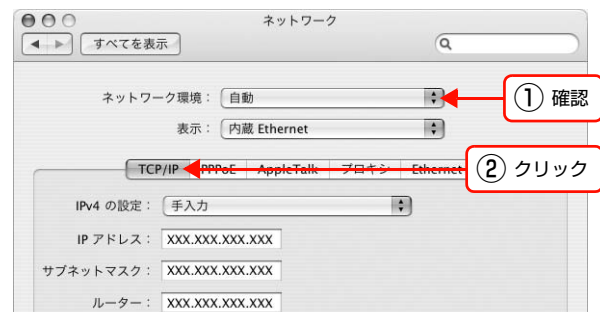 ネットワーク
すべてを表示
ネットワーク環境： 自動
① 確認
表示： 内蔵 Ethernet
TCP/IP PPPoE AppleTalk プロキシ Ethernet
② クリック
IPv4 の設定： 手入力
IP アドレス： XXX.XXX.XXX.XXX
サブネットマスク： XXX.XXX.XXX.XXX
ルーター： XXX.XXX.XXX.XXX